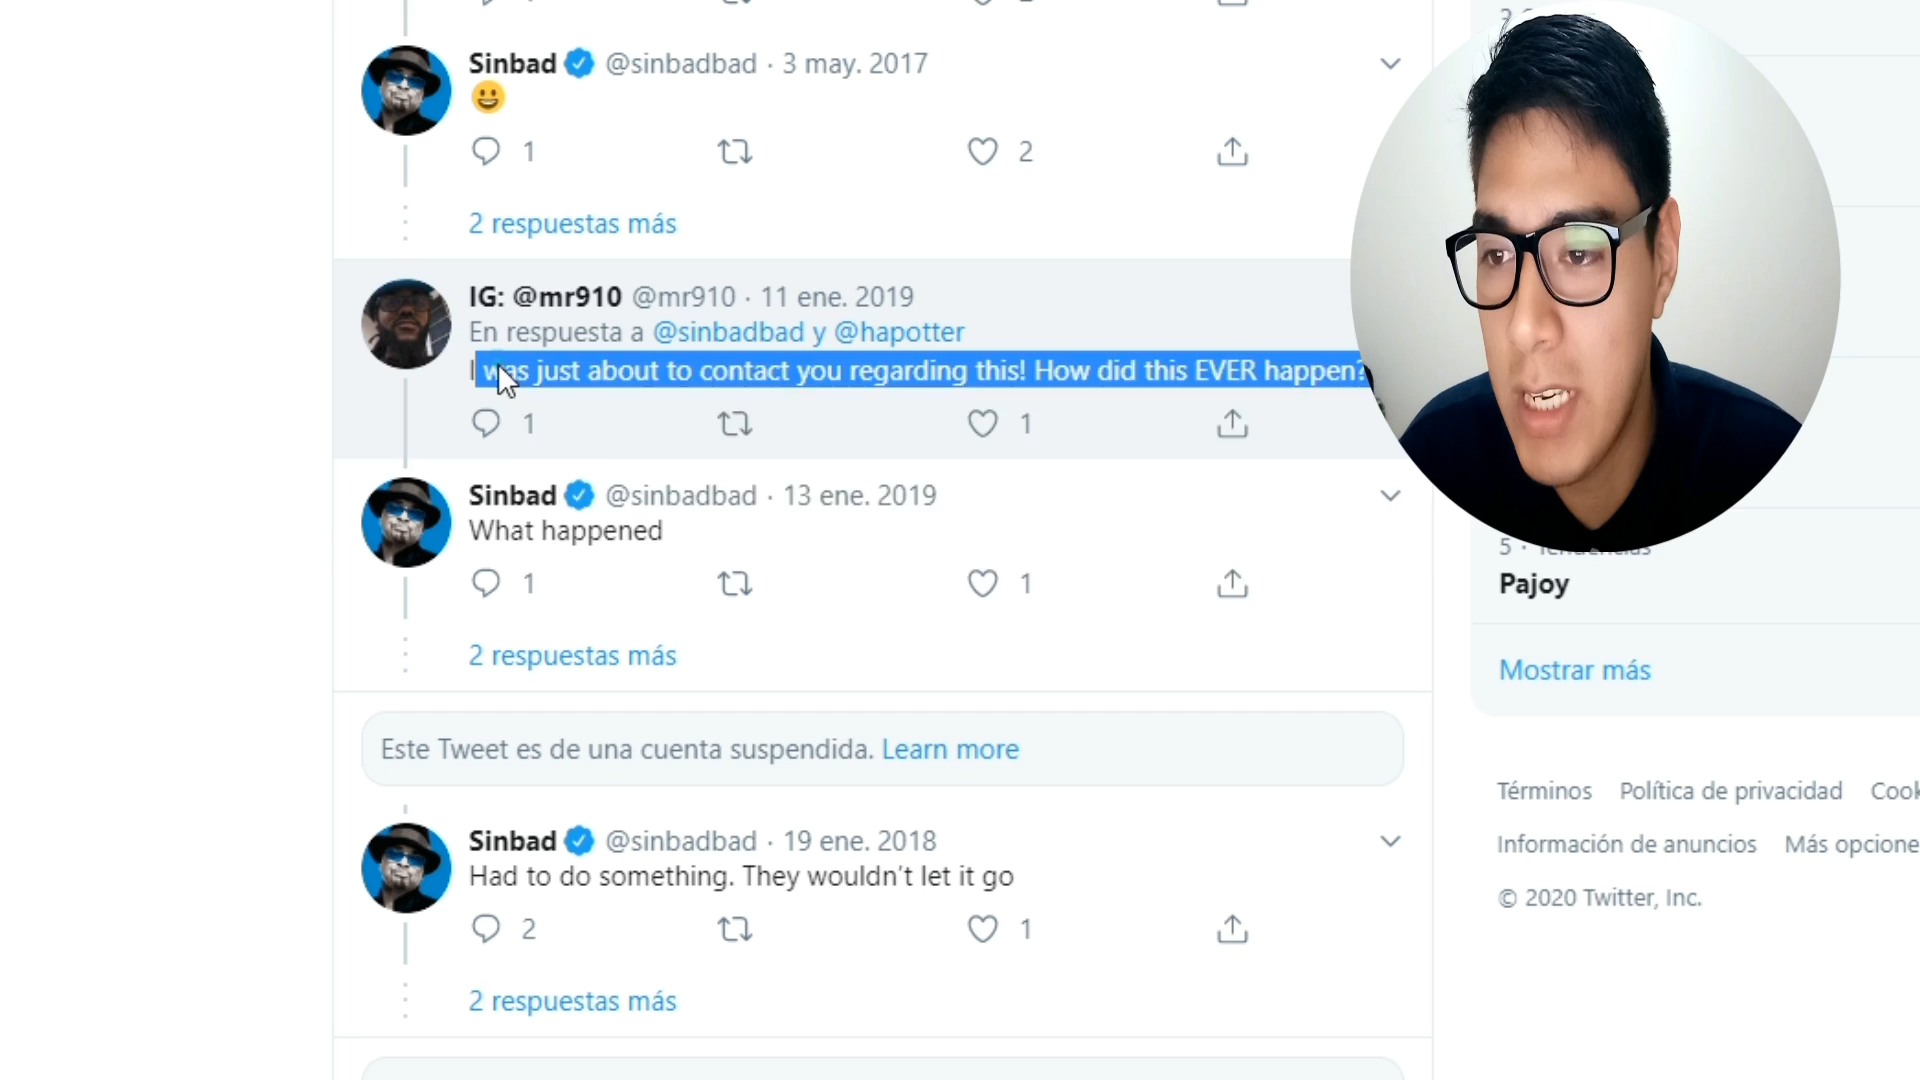 Sinbad @sinbadbad · 3 may. 2017
😀
1 2
2 respuestas más
IG: @mr910 @mr910 · 11 ene. 2019
En respuesta a @sinbadbad y @hapotter
I was just about to contact you regarding this! How did this EVER happen?
1 1
Sinbad @sinbadbad · 13 ene. 2019
What happened
1 1
2 respuestas más
Este Tweet es de una cuenta suspendida. Learn more
Sinbad @sinbadbad · 19 ene. 2018
Had to do something. They wouldn't let it go
2 1
2 respuestas más
5 · Tendencias
Pajoy
Mostrar más
Términos Política de privacidad
Información de anuncios Más
© 2020 Twitter, Inc.